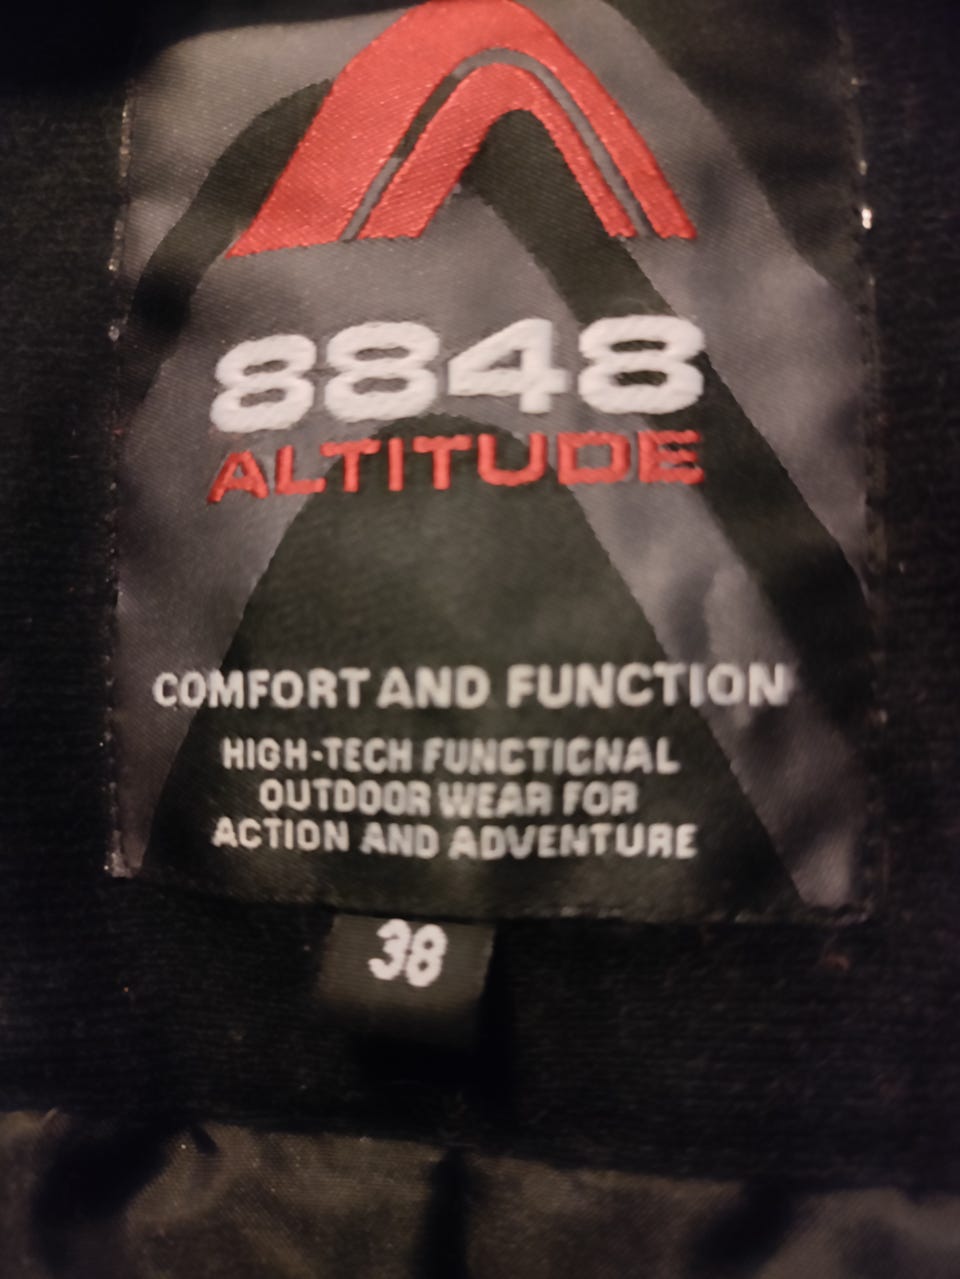 8848
ALTITUDE
COMFORT AND FUNCTION
HIGH-TECH FUNCTIONAL
OUTDOOR WEAR FOR
ACTION AND ADVENTURE
38